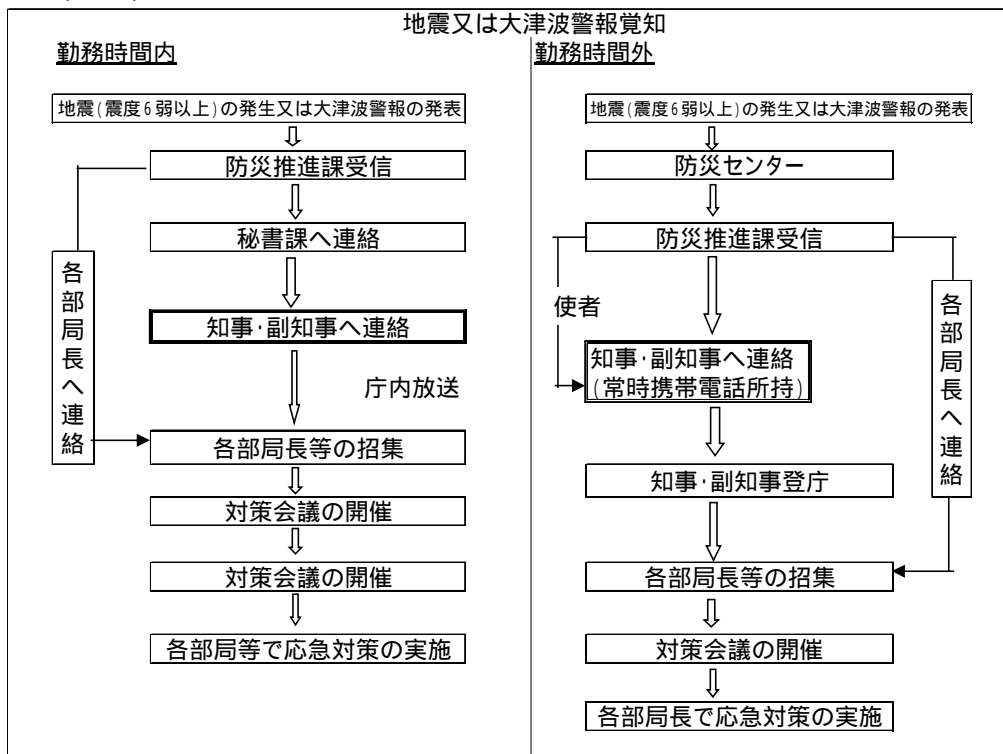 地震又は大津波警報覚知
勤務時間内
地震(震度6弱以上)の発生又は大津波警報の発表
防災推進課受信
秘書課へ連絡
各部局長へ連絡
知事・副知事へ連絡
庁内放送
各部局長等の招集
対策会議の開催
対策会議の開催
各部局等で応急対策の実施
勤務時間外
地震(震度6弱以上)の発生又は大津波警報の発表
防災センター
防災推進課受信
使者
各部局長へ連絡
知事・副知事へ連絡
(常時携帯電話所持)
知事・副知事登庁
各部局長等の招集
対策会議の開催
各部局長で応急対策の実施